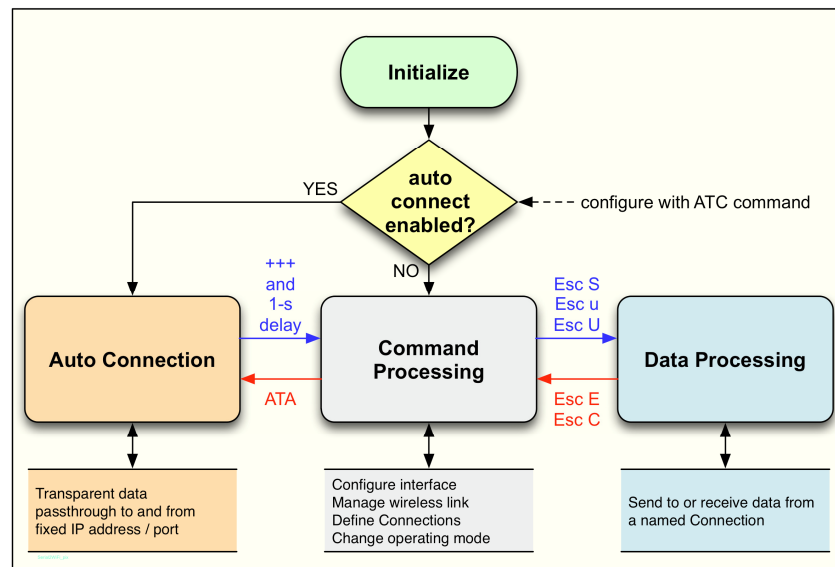 Initialize
auto
connect
enabled?
YES
configure with ATC command
NO
+++
and
1-s
delay
Esc S
Esc u
Esc U
Auto Connection
Command
Processing
Data Processing
ATA
Esc E
Esc C
Transparent data
passthrough to and from
fixed IP address / port
Configure interface
Manage wireless link
Define Connections
Change operating mode
Send to or receive data from
a named Connection